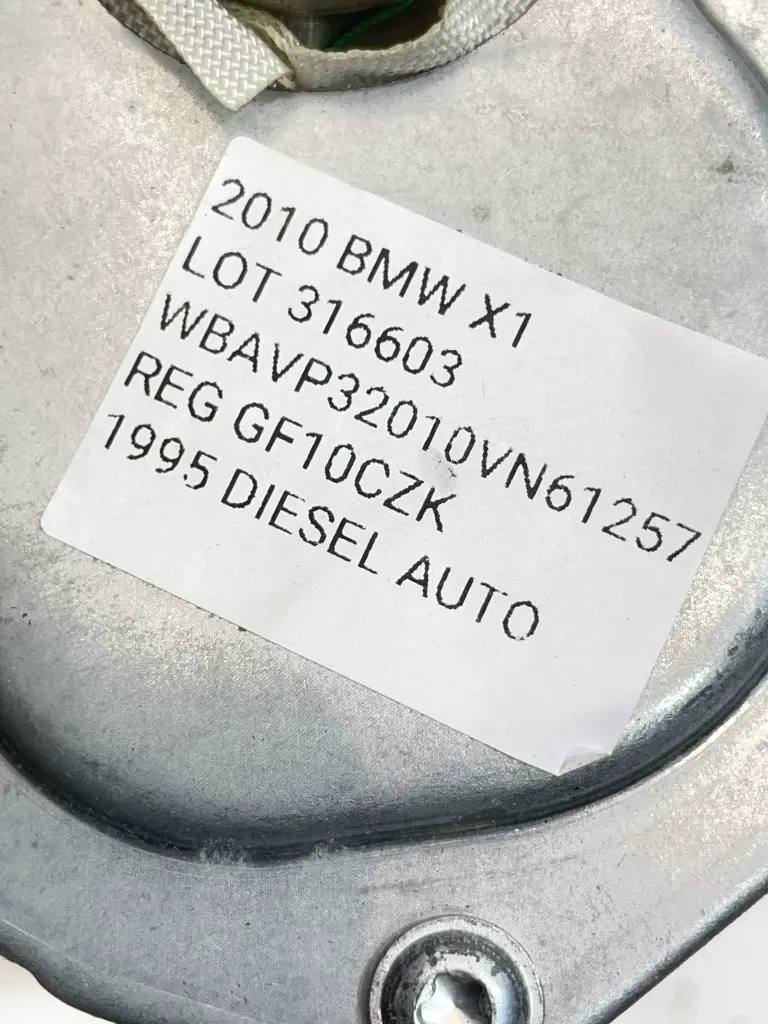 2010 BMW X1
LOT 316603
WBAVP32010VN61257
REG GF10CZK
1995 DIESEL AUTO